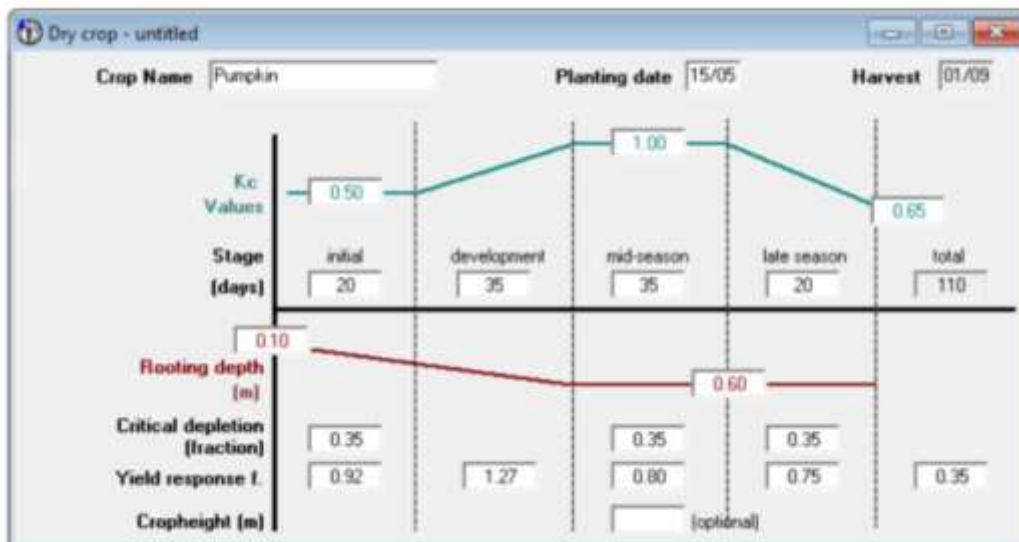 Dry crop - untitled
Crop Name Pumpkin Planting date 15/05 Harvest 01/09
1.00
Kc 0.50
Values 0.65
Stage initial development mid-season late season total
(days) 20 35 35 20 110
0.10
Rooting depth 0.60
(m)
Critical depletion
(fraction) 0.35 0.35 0.35
Yield response f. 0.92 1.27 0.80 0.75 0.35
Cropheight (m) (optional)